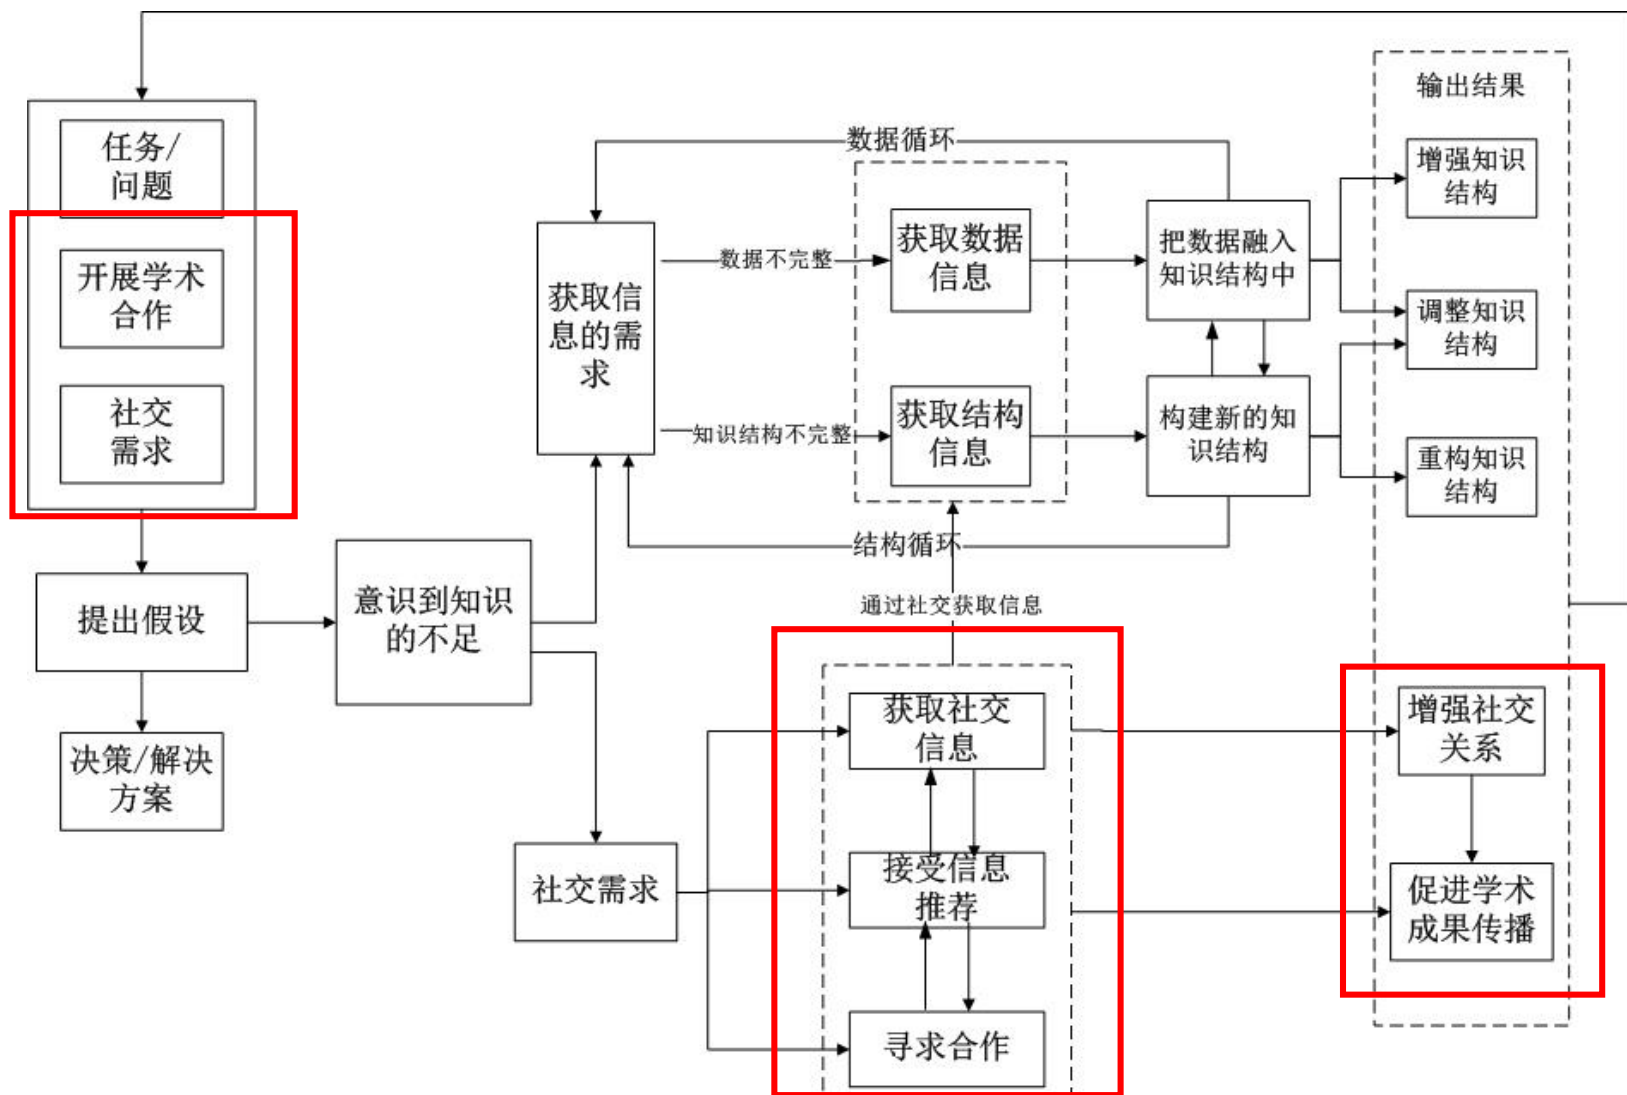 输出结果
任务/
问题
开展学术
合作
社交
需求
提出假设
决策/解决
方案
意识到知识
的不足
数据循环
获取信
息的需
求
数据不完整
获取数据
信息
把数据融入
知识结构中
知识结构不完整
获取结构
信息
构建新的知
识结构
结构循环
通过社交获取信息
增强知识
结构
调整知识
结构
重构知识
结构
社交需求
获取社交
信息
接受信息
推荐
寻求合作
增强社交
关系
促进学术
成果传播